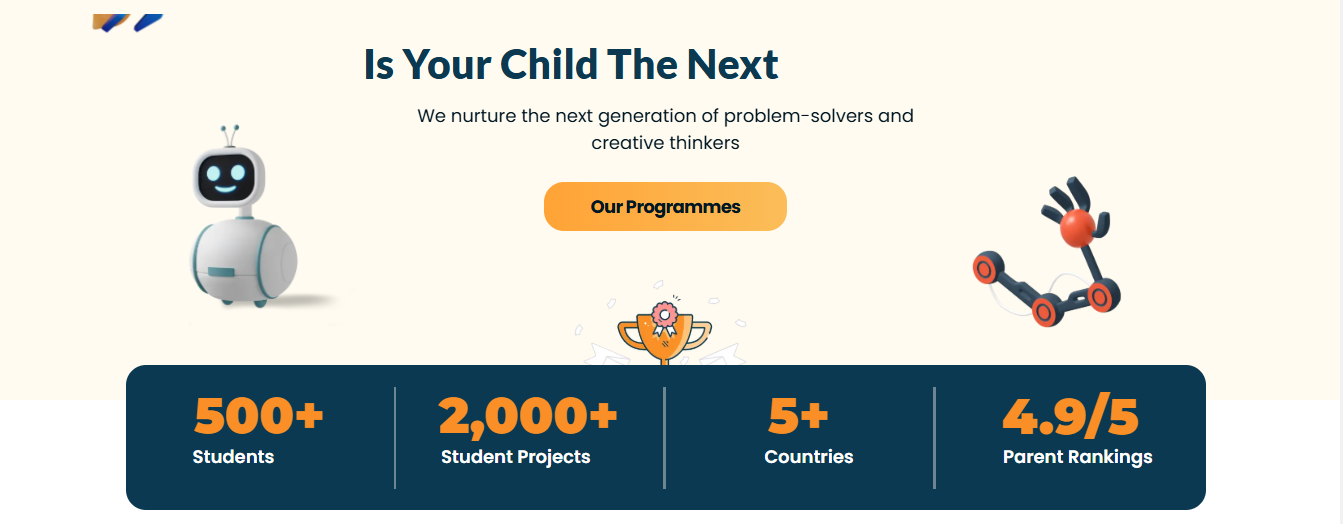 Is Your Child The Next
We nurture the next generation of problem-solvers and
creative thinkers
Our Programmes
500+
Students
2,000+
Student Projects
5+
Countries
4.9/5
Parent Rankings